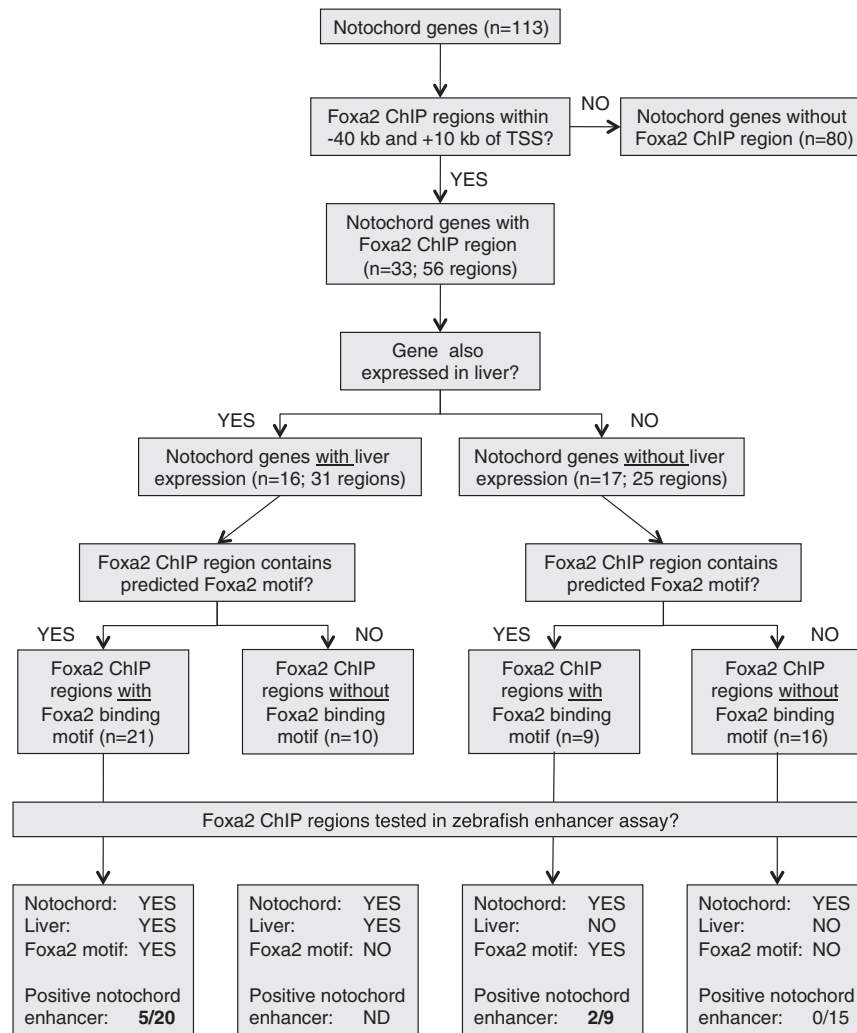 Notochord genes (n=113)
Foxa2 ChIP regions within
-40 kb and +10 kb of TSS?
NO
Notochord genes without
Foxa2 ChIP region (n=80)
YES
Notochord genes with
Foxa2 ChIP region
(n=33; 56 regions)
Gene also
expressed in liver?
YES
NO
Notochord genes with liver
expression (n=16; 31 regions)
Notochord genes without liver
expression (n=17; 25 regions)
Foxa2 ChIP region contains
predicted Foxa2 motif?
Foxa2 ChIP region contains
predicted Foxa2 motif?
YES
NO
YES
NO
Foxa2 ChIP
regions with
Foxa2 binding
motif (n=21)
Foxa2 ChIP
regions without
Foxa2 binding
motif (n=10)
Foxa2 ChIP
regions with
Foxa2 binding
motif (n=9)
Foxa2 ChIP
regions without
Foxa2 binding
motif (n=16)
Foxa2 ChIP regions tested in zebrafish enhancer assay?
Notochord: YES
Liver: YES
Foxa2 motif: YES
Positive notochord
enhancer: 5/20
Notochord: YES
Liver: YES
Foxa2 motif: NO
Positive notochord
enhancer: ND
Notochord: YES
Liver: NO
Foxa2 motif: YES
Positive notochord
enhancer: 2/9
Notochord: YES
Liver: NO
Foxa2 motif: NO
Positive notochord
enhancer: 0/15